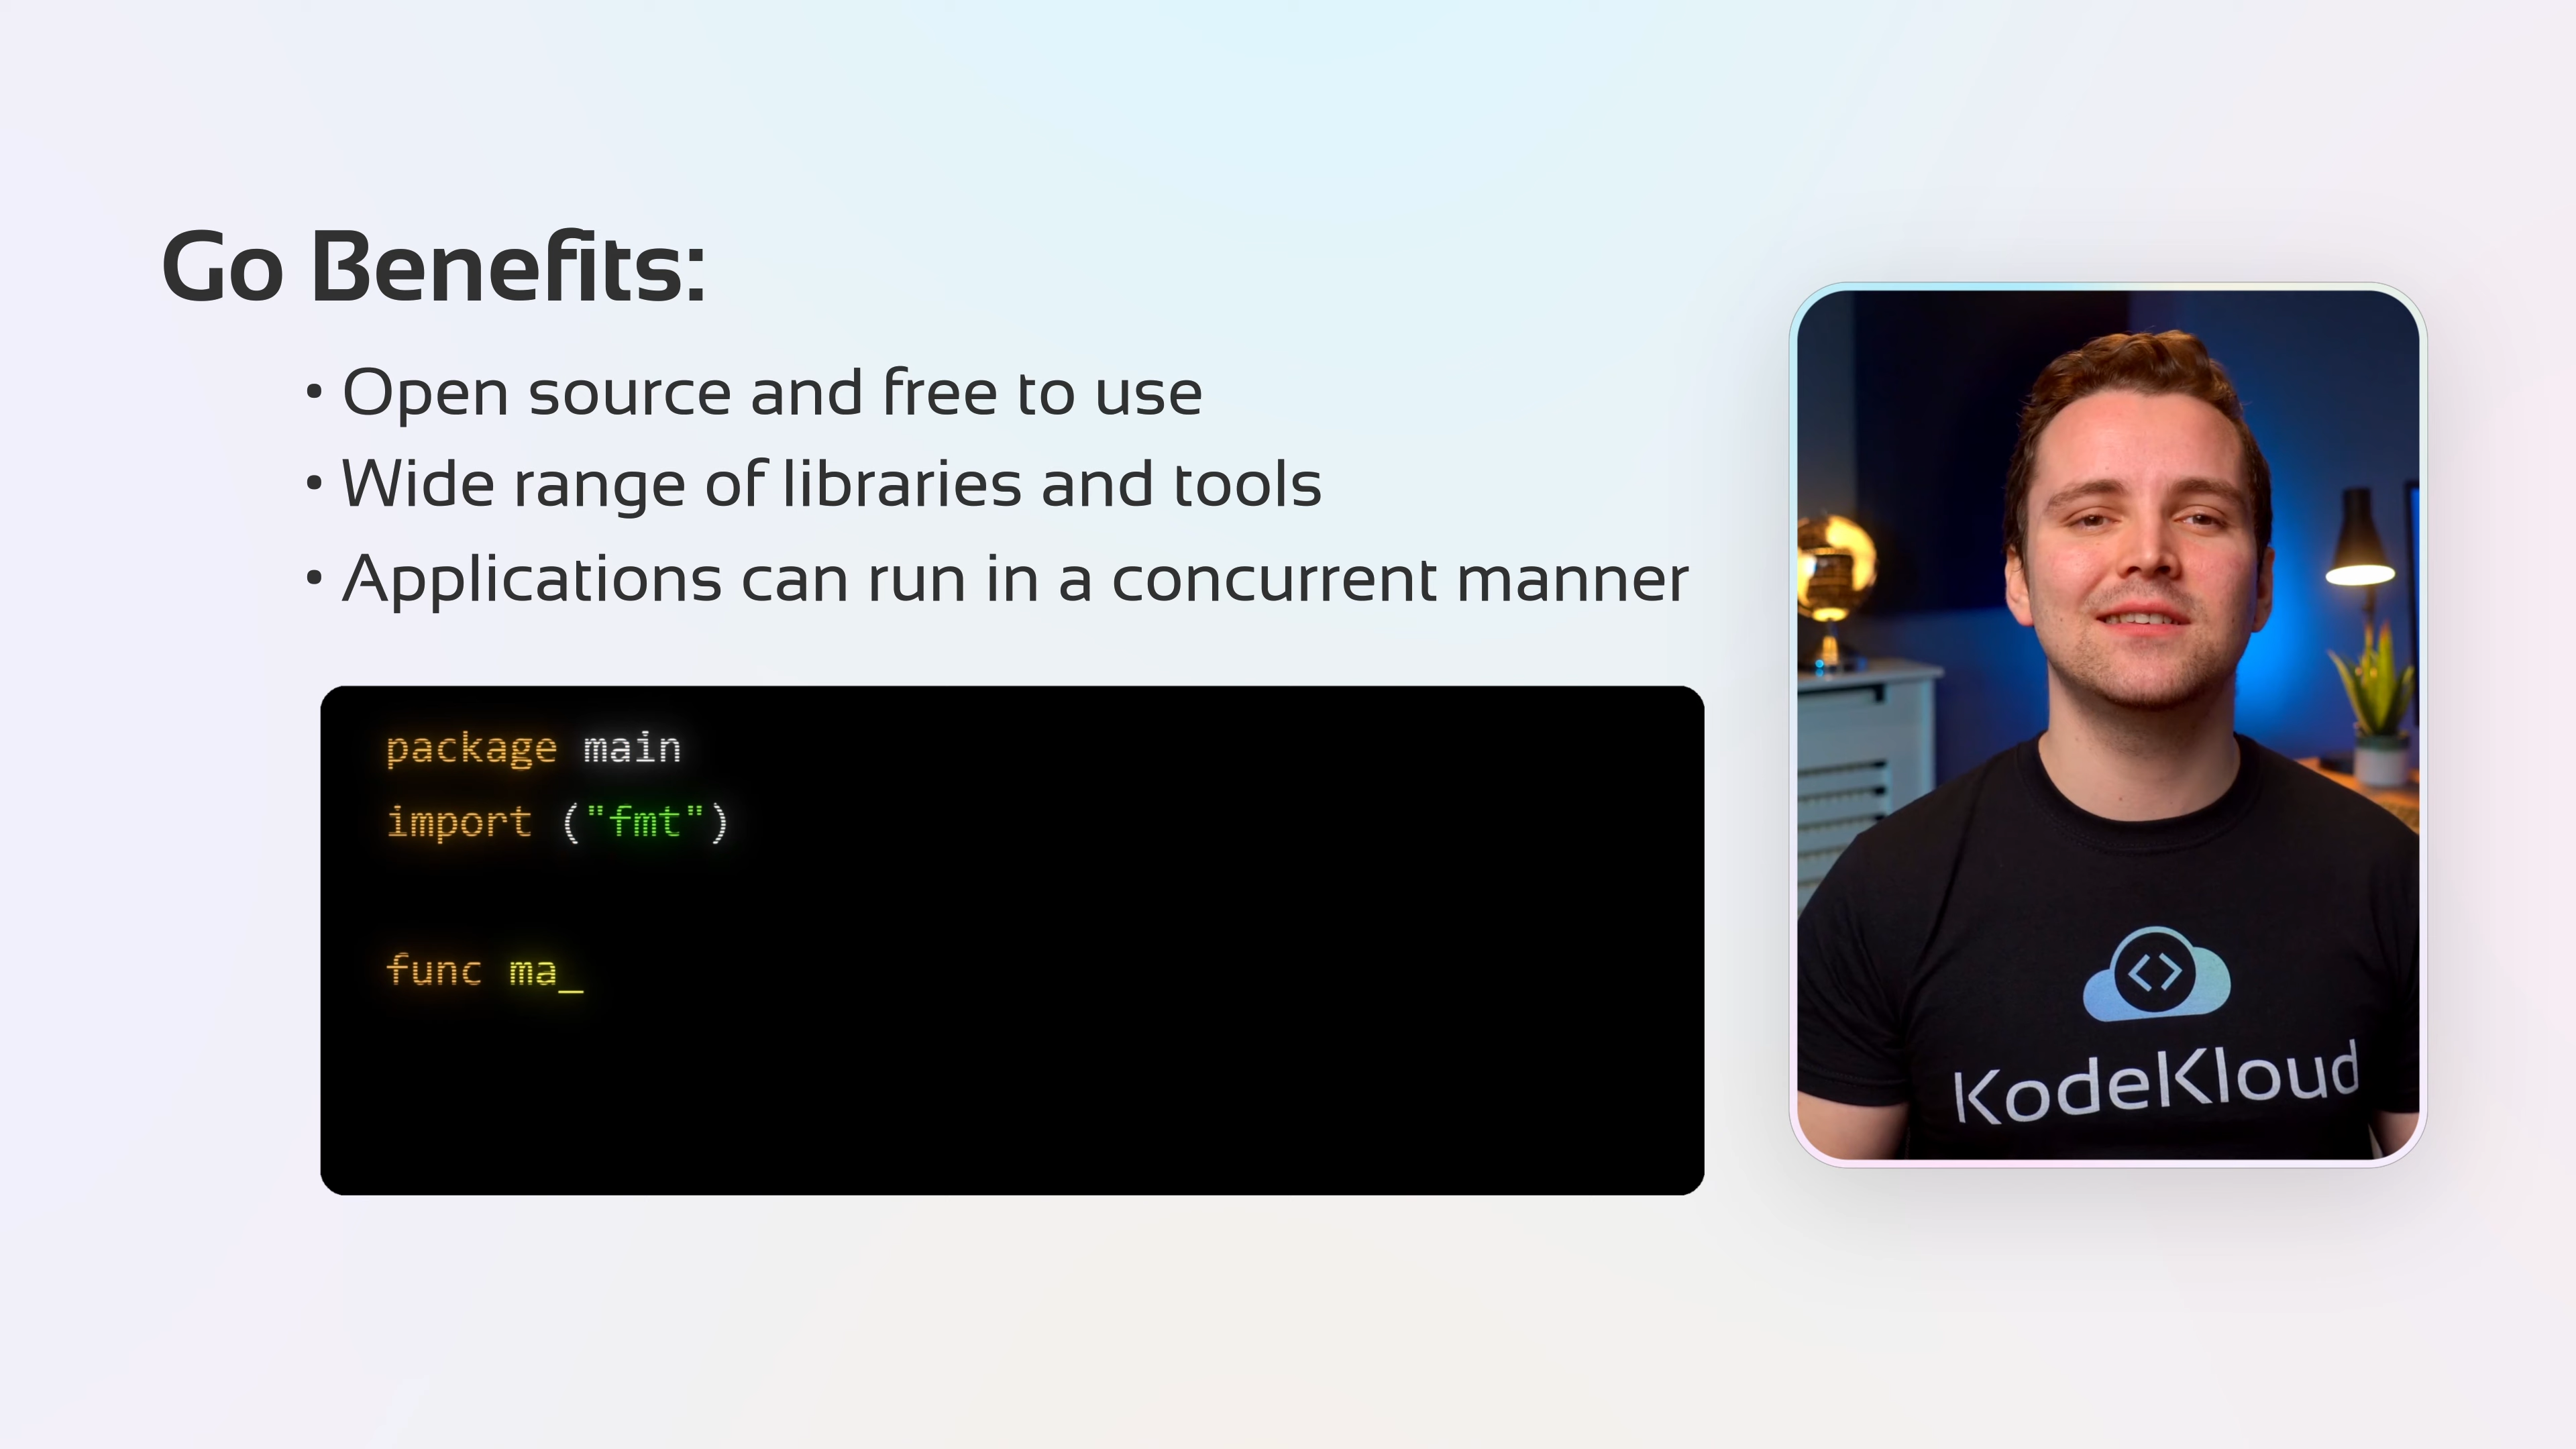 Go Benefits:
• Open source and free to use
• Wide range of libraries and tools
• Applications can run in a concurrent manner
package main
import ("fmt")
func ma_
KodeKloud